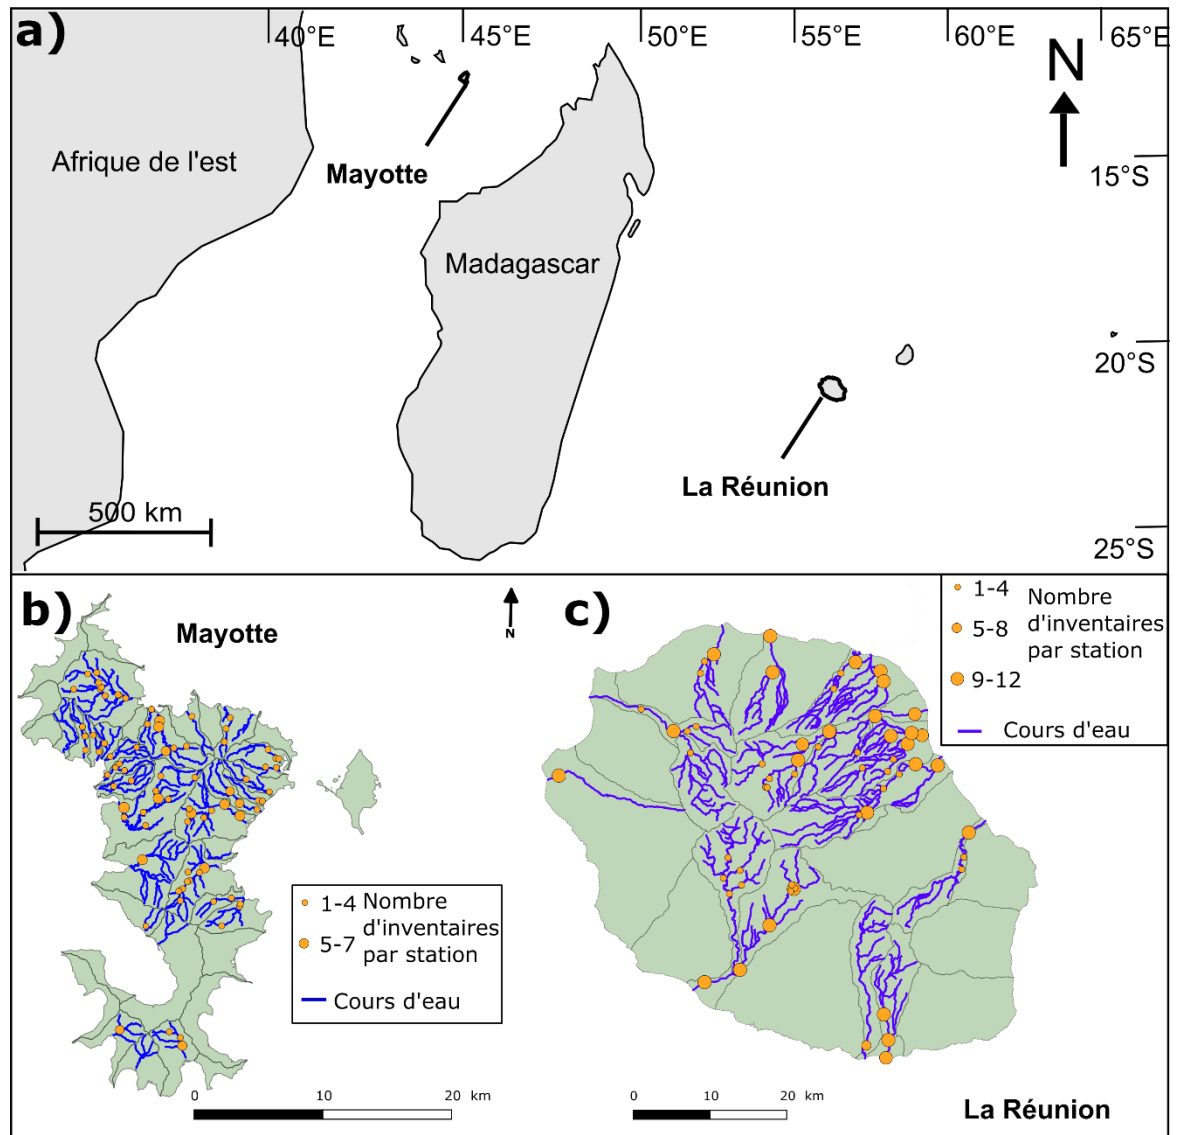 a)
40°E
45°E
50°E
55°E
60°E
65°E
N
Afrique de l'est
Mayotte
15°S
Madagascar
20°S
La Réunion
500 km
25°S
b)
Mayotte
N
1-4 Nombre
d'inventaires
5-7 par station
Cours d'eau
0 10 20 km
c)
1-4 Nombre
5-8 d'inventaires
par station
9-12
Cours d'eau
0 10 20 km
La Réunion